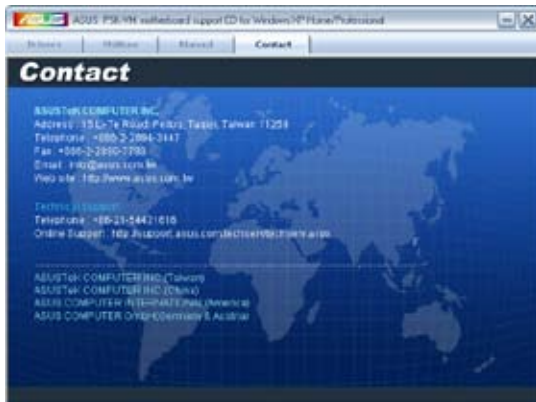 ASUS P5K-VM motherboard support CD for Windows XP Home/Professional
Drivers Utilities Manual Contact
Contact
ASUSTeK COMPUTER INC.
Address : 15 Li-Te Road, Peitou, Taipei, Taiwan 11259
Telephone : +886-2-2894-3447
Fax : +886-2-2890-7798
Email : info@asus.com.tw
Web site : http://www.asus.com.tw
Technical Support
Telephone : +86-21-54421616
Online Support : http://support.asus.com/techserv/techserv.aspx
ASUSTeK COMPUTER INC.(Taiwan)
ASUSTeK COMPUTER INC.(China)
ASUS COMPUTER INTERNATIONAL (America)
ASUS COMPUTER GmbH(Germany & Austria)